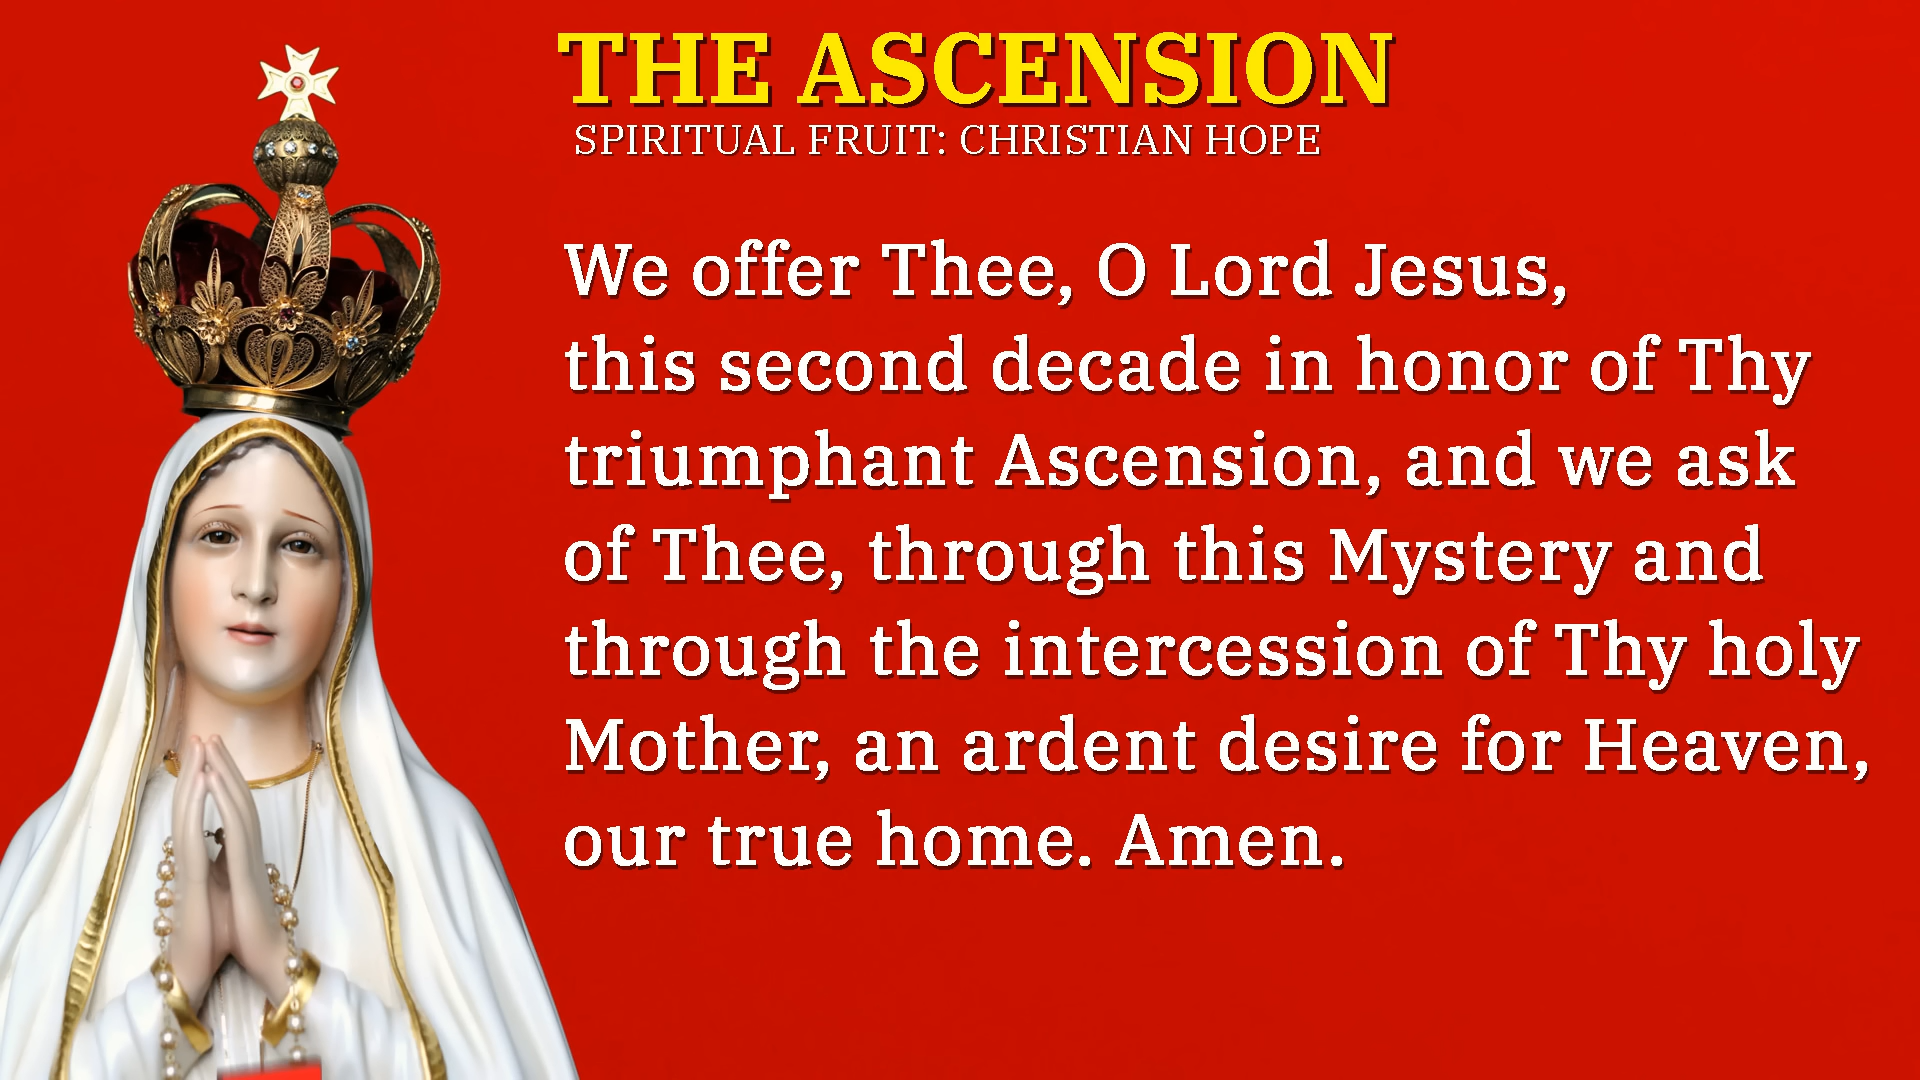 THE ASCENSION
SPIRITUAL FRUIT: CHRISTIAN HOPE
We offer Thee, O Lord Jesus,
this second decade in honor of Thy
triumphant Ascension, and we ask
of Thee, through this Mystery and
through the intercession of Thy holy
Mother, an ardent desire for Heaven,
our true home. Amen.